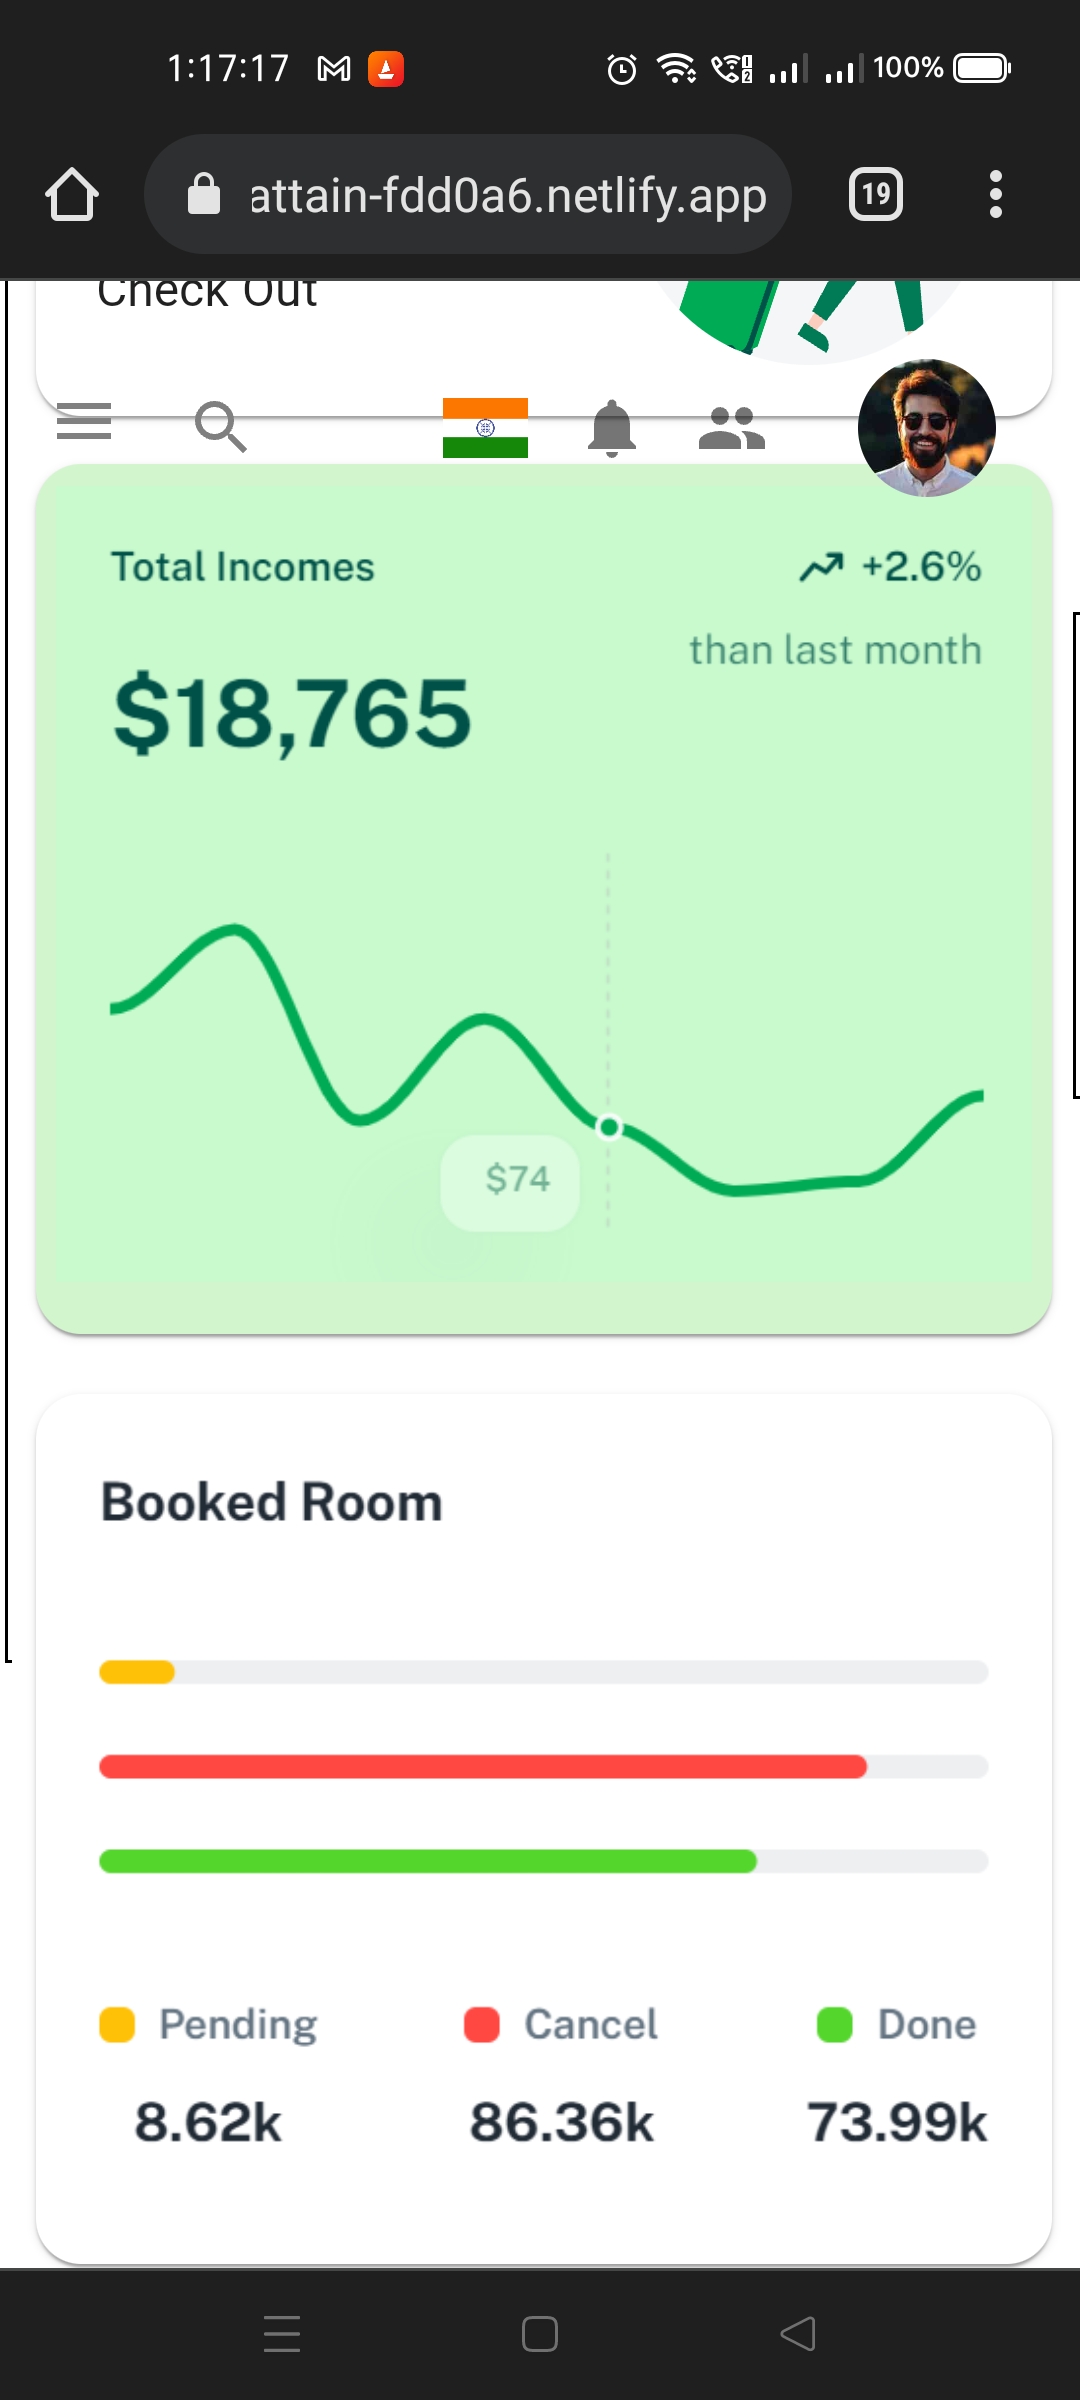 1:17:17 100%
attain-fdd0a6.netlify.app 19
Check Out
Total Incomes +2.6%
than last month
$18,765
$74
Booked Room
Pending Cancel Done
8.62k 86.36k 73.99k